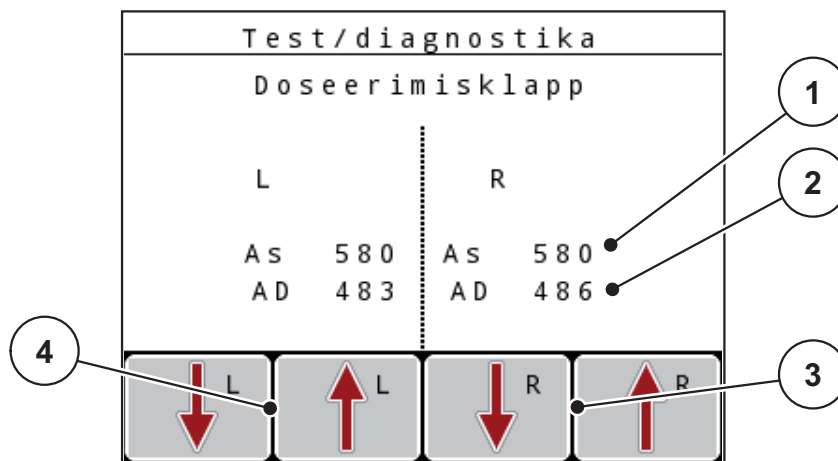 Test/diagnostika
Doseerimisklapp
1
L R
2
As 580 As 580
AD 483 AD 486
4
L L R R
3